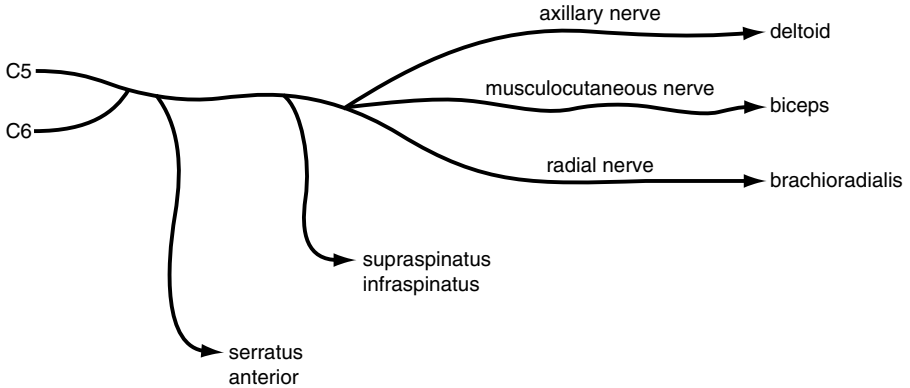 axillary nerve
deltoid
C5
musculocutaneous nerve
biceps
C6
radial nerve
brachioradialis
supraspinatus
infraspinatus
serratus
anterior